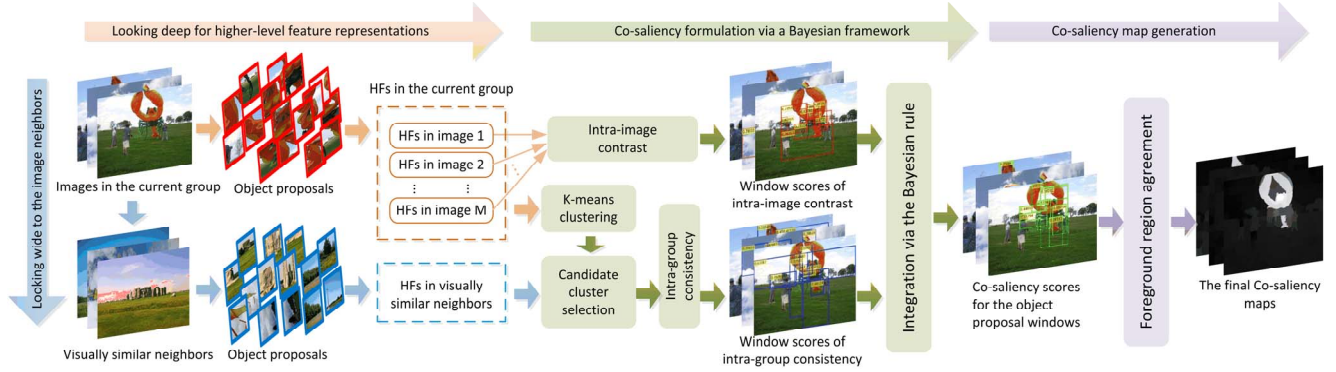 Looking deep for higher-level feature representations
Co-saliency formulation via a Bayesian framework
Co-saliency map generation
Looking wide to the image neighbors
Images in the current group
Object proposals
HFs in the current group
HFs in image 1
HFs in image 2
⋮ ⋮
HFs in image M
Intra-image
contrast
Window scores of
intra-image contrast
K-means
clustering
Visually similar neighbors
Object proposals
HFs in visually
similar neighbors
Candidate
cluster
selection
Intra-group
consistency
Window scores of
intra-group consistency
Integration via the Bayesian rule
Co-saliency scores
for the object
proposal windows
Foreground region agreement
The final Co-saliency
maps